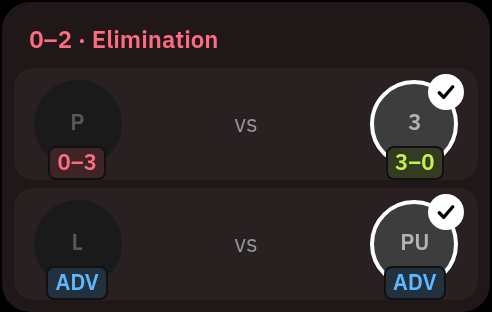 0–2 · Elimination
P vs 3
0–3 3–0
L vs PU
ADV ADV